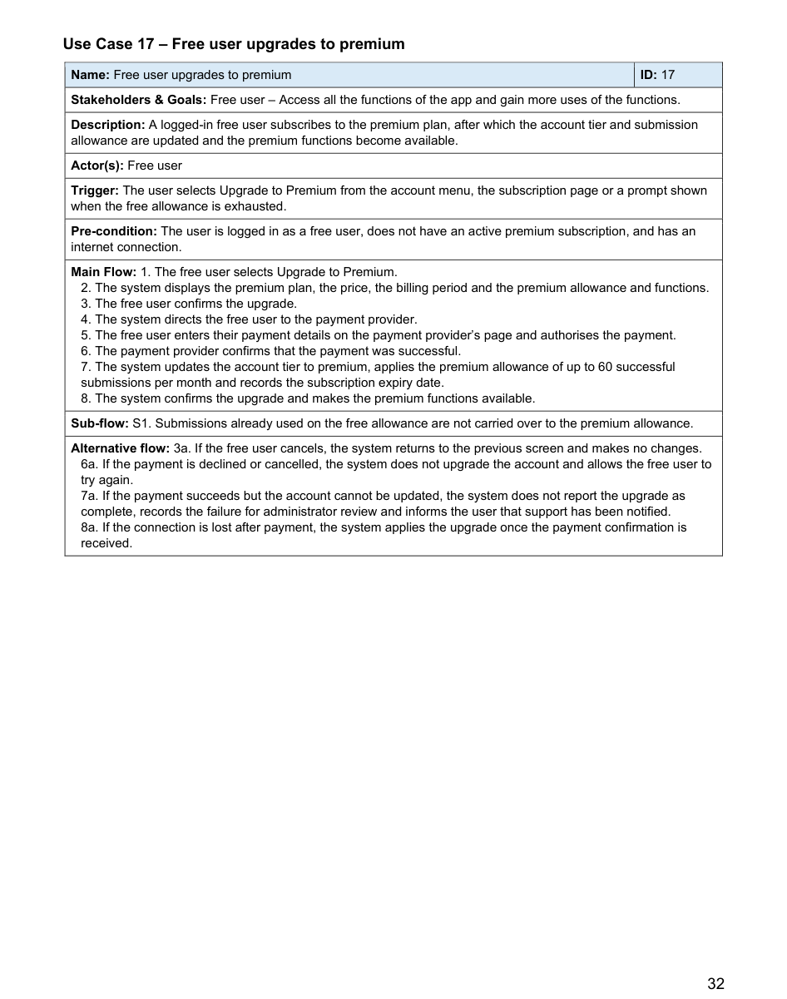 Use Case 17 – Free user upgrades to premium
Name: Free user upgrades to premium ID: 17
Stakeholders & Goals: Free user – Access all the functions of the app and gain more uses of the functions.
Description: A logged-in free user subscribes to the premium plan, after which the account tier and submission
allowance are updated and the premium functions become available.
Actor(s): Free user
Trigger: The user selects Upgrade to Premium from the account menu, the subscription page or a prompt shown
when the free allowance is exhausted.
Pre-condition: The user is logged in as a free user, does not have an active premium subscription, and has an
internet connection.
Main Flow: 1. The free user selects Upgrade to Premium.
2. The system displays the premium plan, the price, the billing period and the premium allowance and functions.
3. The free user confirms the upgrade.
4. The system directs the free user to the payment provider.
5. The free user enters their payment details on the payment provider’s page and authorises the payment.
6. The payment provider confirms that the payment was successful.
7. The system updates the account tier to premium, applies the premium allowance of up to 60 successful
submissions per month and records the subscription expiry date.
8. The system confirms the upgrade and makes the premium functions available.
Sub-flow: S1. Submissions already used on the free allowance are not carried over to the premium allowance.
Alternative flow: 3a. If the free user cancels, the system returns to the previous screen and makes no changes.
6a. If the payment is declined or cancelled, the system does not upgrade the account and allows the free user to
try again.
7a. If the payment succeeds but the account cannot be updated, the system does not report the upgrade as
complete, records the failure for administrator review and informs the user that support has been notified.
8a. If the connection is lost after payment, the system applies the upgrade once the payment confirmation is
received.
32